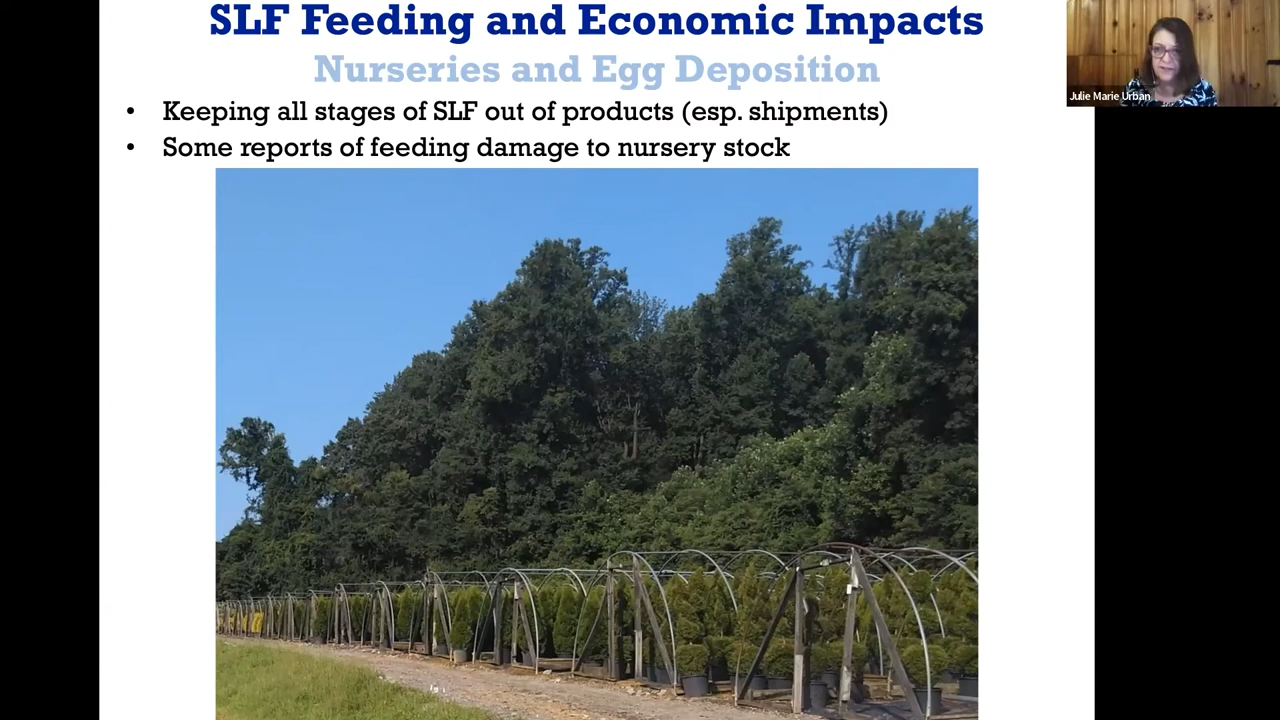 SLF Feeding and Economic Impacts
Nurseries and Egg Deposition
• Keeping all stages of SLF out of products (esp. shipments)
• Some reports of feeding damage to nursery stock
Julie Marie Urban